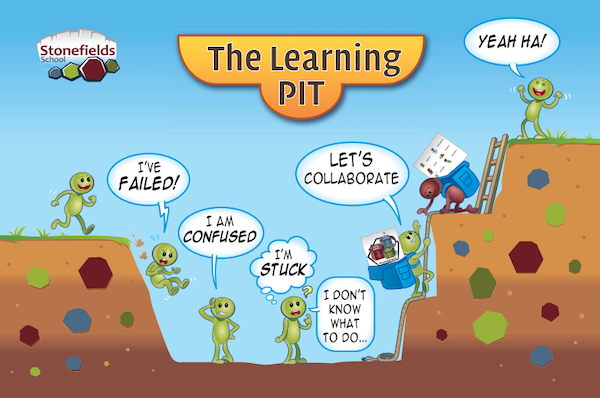 Stonefields
School
The Learning
PIT
YEAH HA!
I'VE
FAILED!
I AM
CONFUSED
I'M
STUCK
I DON'T
KNOW
WHAT
TO DO...
LET'S
COLLABORATE